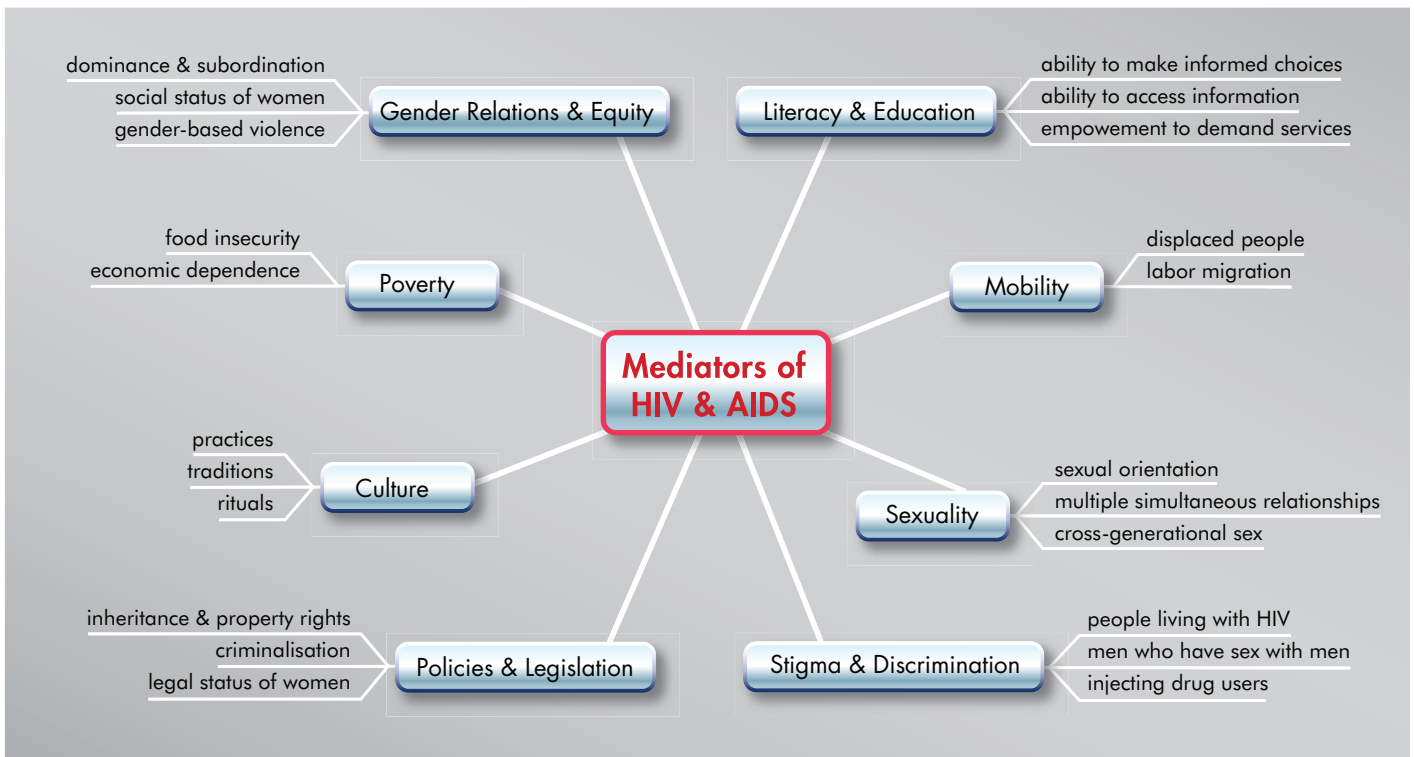 dominance & subordination
social status of women
gender-based violence
Gender Relations & Equity
Literacy & Education
ability to make informed choices
ability to access information
empowement to demand services
food insecurity
economic dependence
Poverty
Mobility
displaced people
labor migration
Mediators of
HIV & AIDS
practices
traditions
rituals
Culture
Sexuality
sexual orientation
multiple simultaneous relationships
cross-generational sex
inheritance & property rights
criminalisation
legal status of women
Policies & Legislation
Stigma & Discrimination
people living with HIV
men who have sex with men
injecting drug users